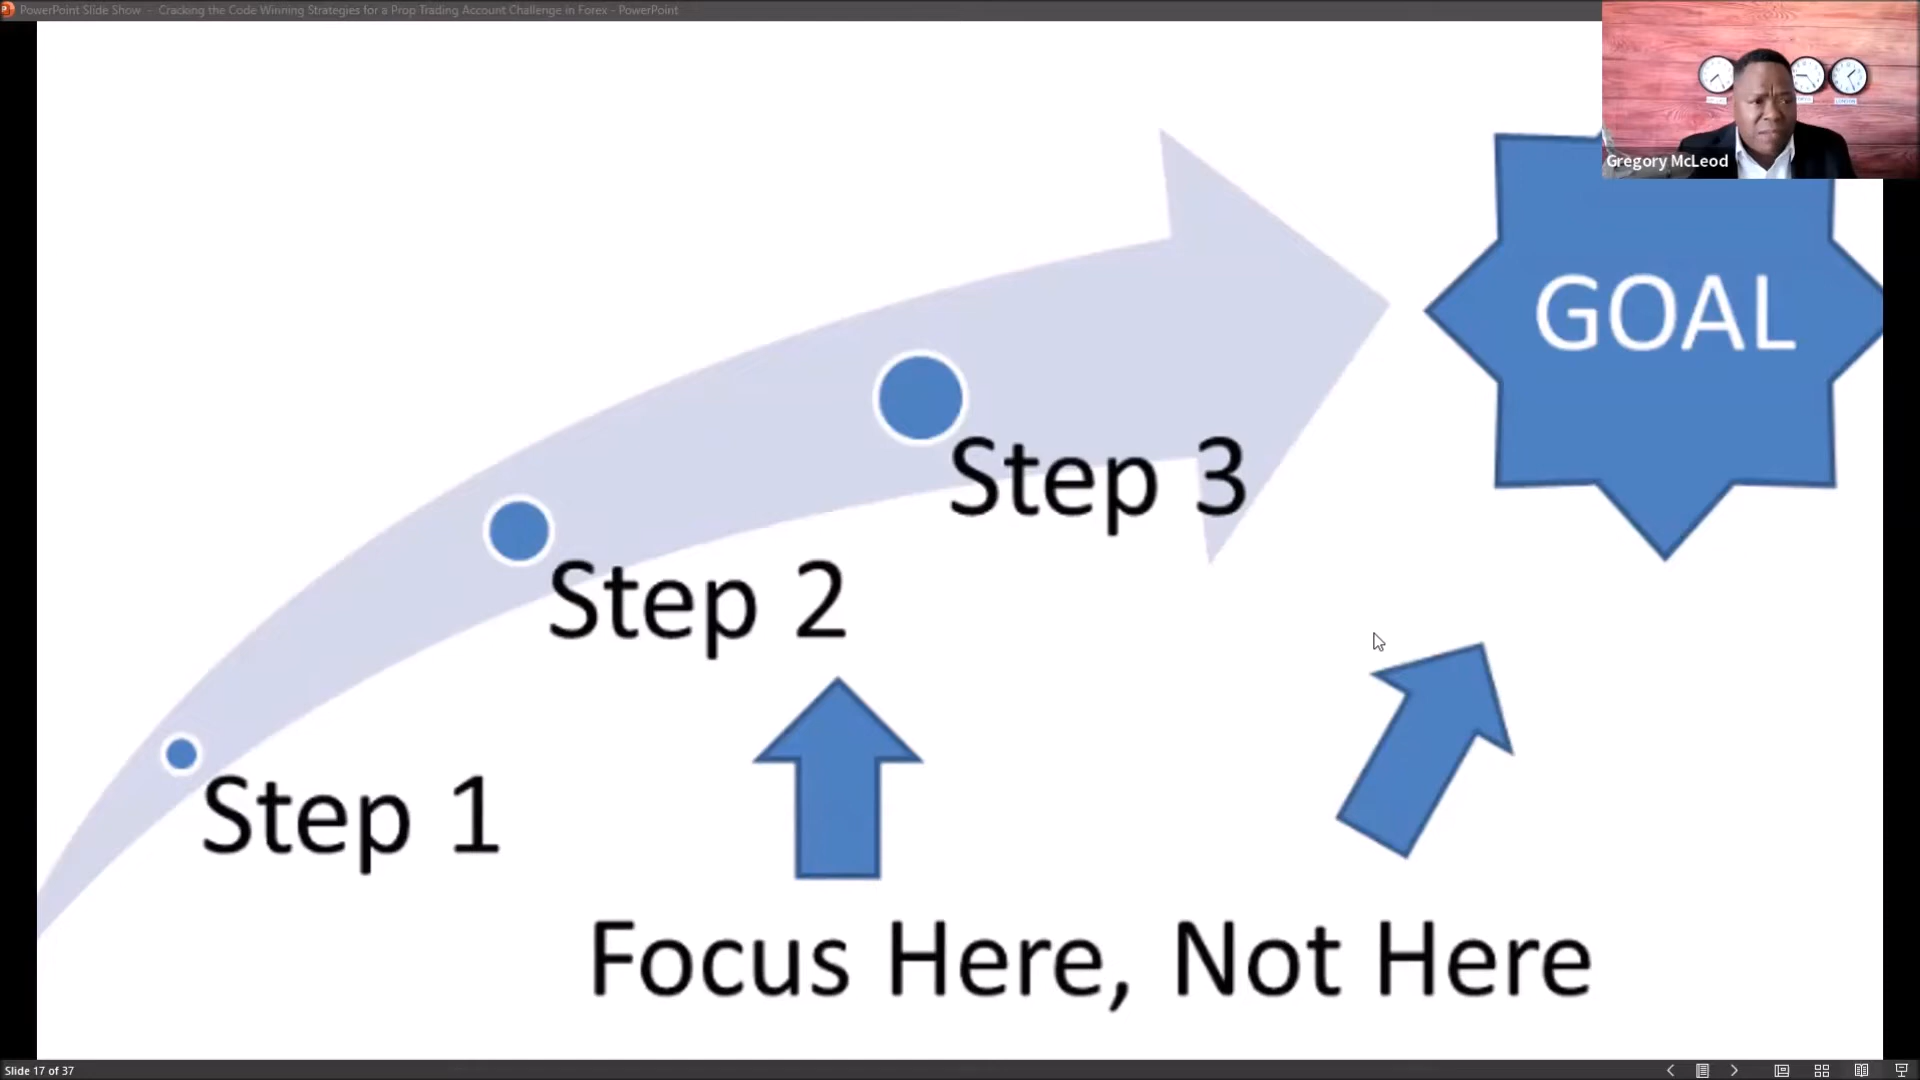 PowerPoint Slide Show - Cracking the Code Winning Strategies for a Prop Trading Account Challenge in Forex - PowerPoint
Gregory McLeod
GOAL
Step 3
Step 2
Step 1
Focus Here, Not Here
Slide 17 of 37